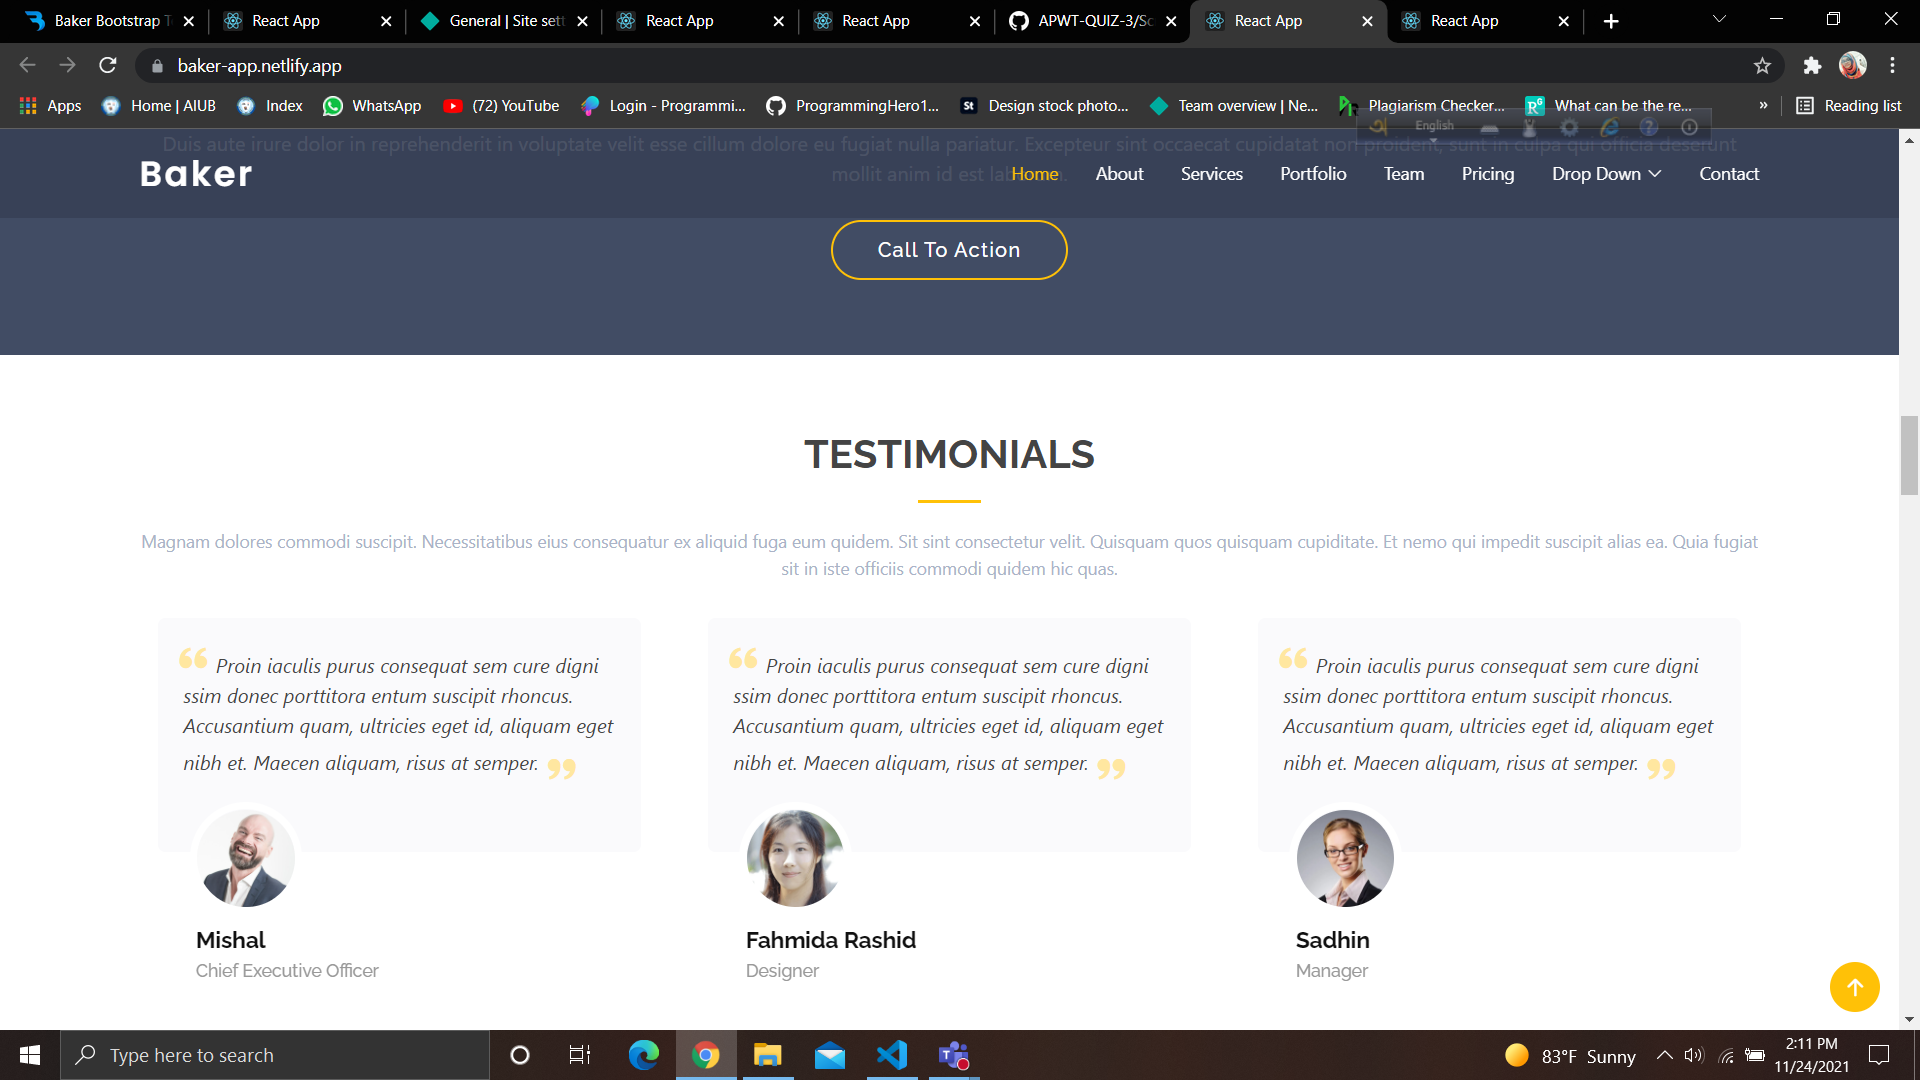 Baker Bootstrap T
React App
General | Site sett
React App
React App
APWT-QUIZ-3/Sc
React App
React App
baker-app.netlify.app
Apps
Home | AIUB
Index
WhatsApp
(72) YouTube
Login - Programmi...
ProgrammingHero1...
Design stock photo...
Team overview | Ne...
Plagiarism Checker...
What can be the re...
»
Reading list
English
Duis aute irure dolor in reprehenderit in voluptate velit esse cillum dolore eu fugiat nulla pariatur. Excepteur sint occaecat cupidatat non proident, sunt in culpa qui officia deserunt
mollit anim id est
Baker
Home
About
Services
Portfolio
Team
Pricing
Drop Down
Contact
Call To Action
TESTIMONIALS
Magnam dolores commodi suscipit. Necessitatibus eius consequatur ex aliquid fuga eum quidem. Sit sint consectetur velit. Quisquam quos quisquam cupiditate. Et nemo qui impedit suscipit alias ea. Quia fugiat
sit in iste officiis commodi quidem hic quas.
“ Proin iaculis purus consequat sem cure digni
ssim donec porttitora entum suscipit rhoncus.
Accusantium quam, ultricies eget id, aliquam eget
nibh et. Maecen aliquam, risus at semper. ”
Mishal
Chief Executive Officer
“ Proin iaculis purus consequat sem cure digni
ssim donec porttitora entum suscipit rhoncus.
Accusantium quam, ultricies eget id, aliquam eget
nibh et. Maecen aliquam, risus at semper. ”
Fahmida Rashid
Designer
“ Proin iaculis purus consequat sem cure digni
ssim donec porttitora entum suscipit rhoncus.
Accusantium quam, ultricies eget id, aliquam eget
nibh et. Maecen aliquam, risus at semper. ”
Sadhin
Manager
Type here to search
83°F Sunny
2:11 PM
11/24/2021